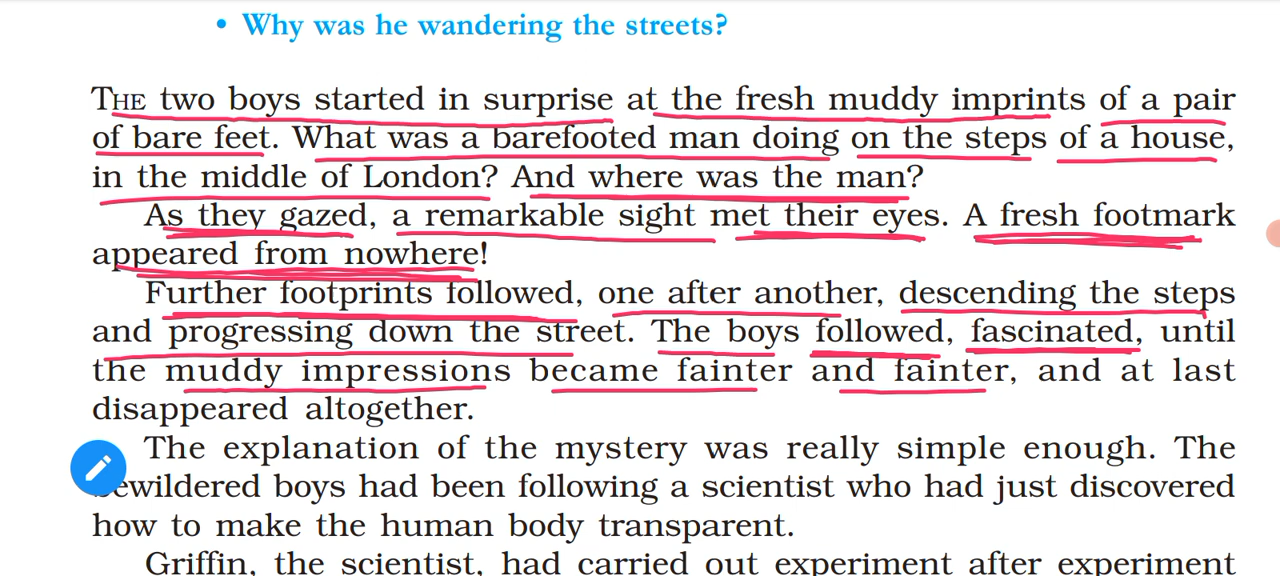 • Why was he wandering the streets?
THE two boys started in surprise at the fresh muddy imprints of a pair
of bare feet. What was a barefooted man doing on the steps of a house,
in the middle of London? And where was the man?
As they gazed, a remarkable sight met their eyes. A fresh footmark
appeared from nowhere!
Further footprints followed, one after another, descending the steps
and progressing down the street. The boys followed, fascinated, until
the muddy impressions became fainter and fainter, and at last
disappeared altogether.
The explanation of the mystery was really simple enough. The
bewildered boys had been following a scientist who had just discovered
how to make the human body transparent.
Griffin, the scientist, had carried out experiment after experiment